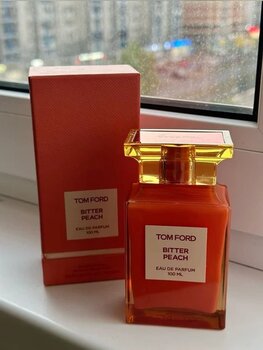 TOM FORD
BITTER
PEACH
EAU DE PARFUM
100 ML
TOM FORD
BITTER
PEACH
EAU DE PARFUM
100 ML